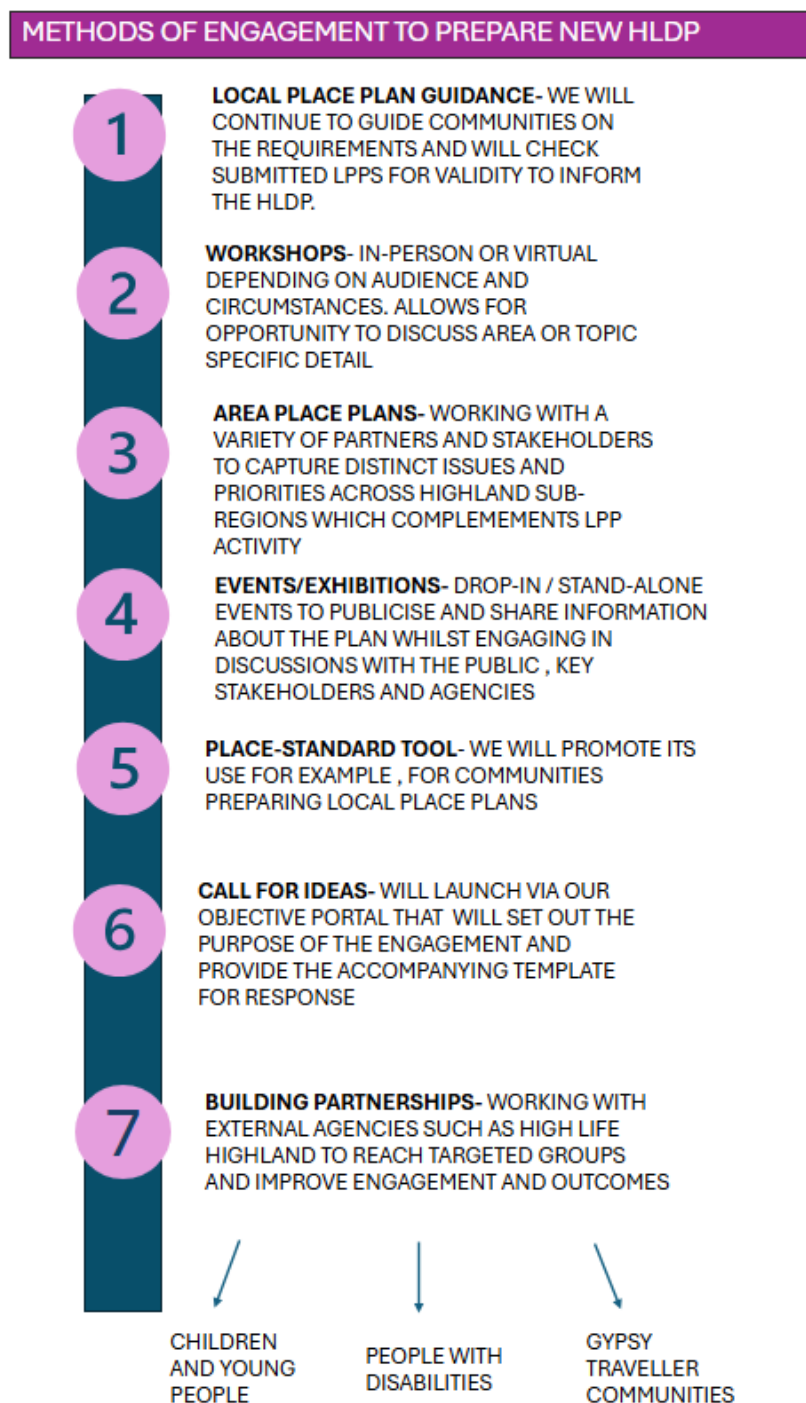 METHODS OF ENGAGEMENT TO PREPARE NEW HLDP
1
LOCAL PLACE PLAN GUIDANCE- WE WILL
CONTINUE TO GUIDE COMMUNITIES ON
THE REQUIREMENTS AND WILL CHECK
SUBMITTED LPPS FOR VALIDITY TO INFORM
THE HLDP.
2
WORKSHOPS- IN-PERSON OR VIRTUAL
DEPENDING ON AUDIENCE AND
CIRCUMSTANCES. ALLOWS FOR
OPPORTUNITY TO DISCUSS AREA OR TOPIC
SPECIFIC DETAIL
3
AREA PLACE PLANS- WORKING WITH A
VARIETY OF PARTNERS AND STAKEHOLDERS
TO CAPTURE DISTINCT ISSUES AND
PRIORITIES ACROSS HIGHLAND SUB-
REGIONS WHICH COMPLEMEMENTS LPP
ACTIVITY
4
EVENTS/EXHIBITIONS- DROP-IN / STAND-ALONE
EVENTS TO PUBLICISE AND SHARE INFORMATION
ABOUT THE PLAN WHILST ENGAGING IN
DISCUSSIONS WITH THE PUBLIC , KEY
STAKEHOLDERS AND AGENCIES
5
PLACE-STANDARD TOOL- WE WILL PROMOTE ITS
USE FOR EXAMPLE , FOR COMMUNITIES
PREPARING LOCAL PLACE PLANS
6
CALL FOR IDEAS- WILL LAUNCH VIA OUR
OBJECTIVE PORTAL THAT WILL SET OUT THE
PURPOSE OF THE ENGAGEMENT AND
PROVIDE THE ACCOMPANYING TEMPLATE
FOR RESPONSE
7
BUILDING PARTNERSHIPS- WORKING WITH
EXTERNAL AGENCIES SUCH AS HIGH LIFE
HIGHLAND TO REACH TARGETED GROUPS
AND IMPROVE ENGAGEMENT AND OUTCOMES
CHILDREN
AND YOUNG
PEOPLE
PEOPLE WITH
DISABILITIES
GYPSY
TRAVELLER
COMMUNITIES